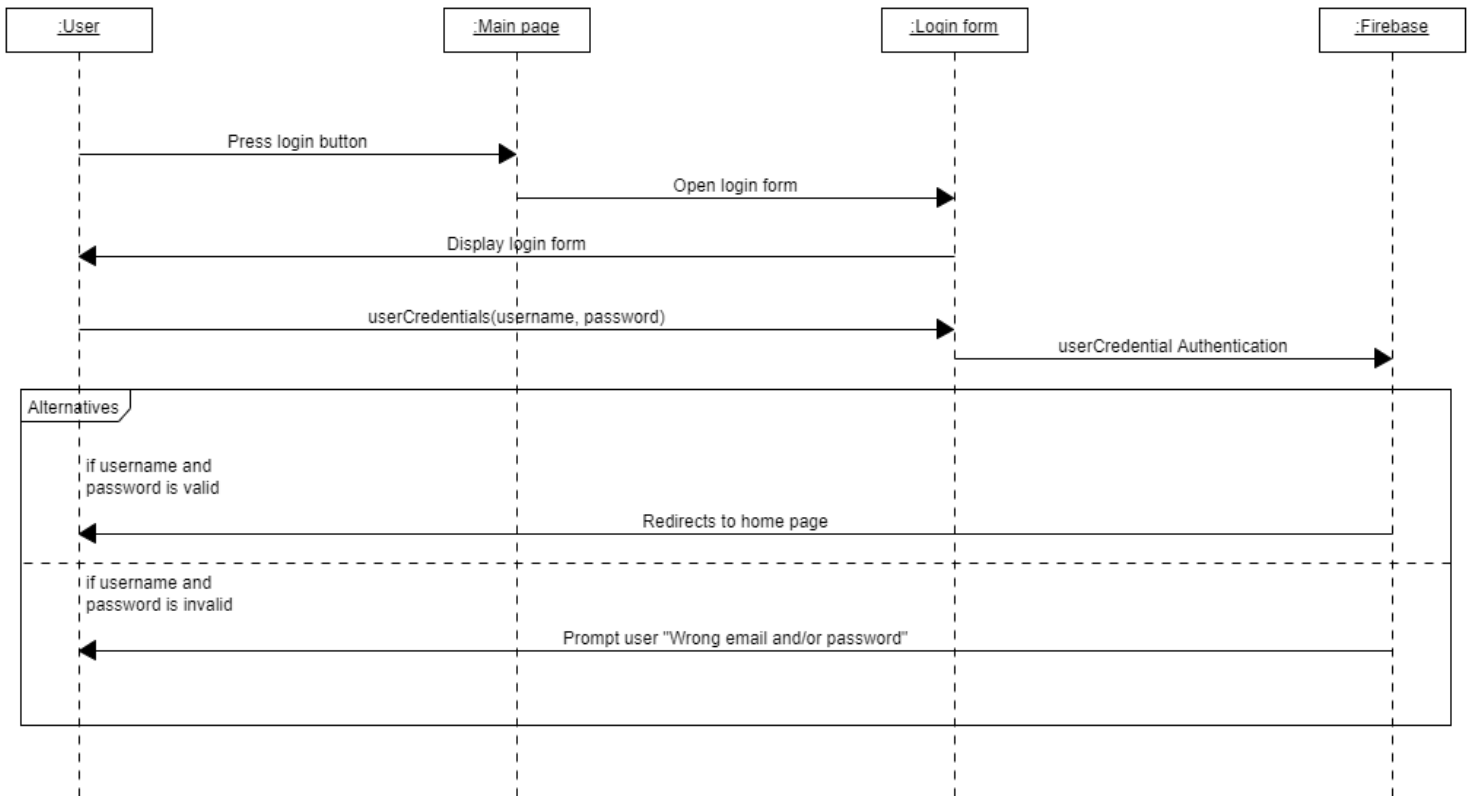 :User
:Main page
:Login form
:Firebase
Press login button
Open login form
Display login form
userCredentials(username, password)
userCredential Authentication
Alternatives
if username and
password is valid
Redirects to home page
if username and
password is invalid
Prompt user "Wrong email and/or password"